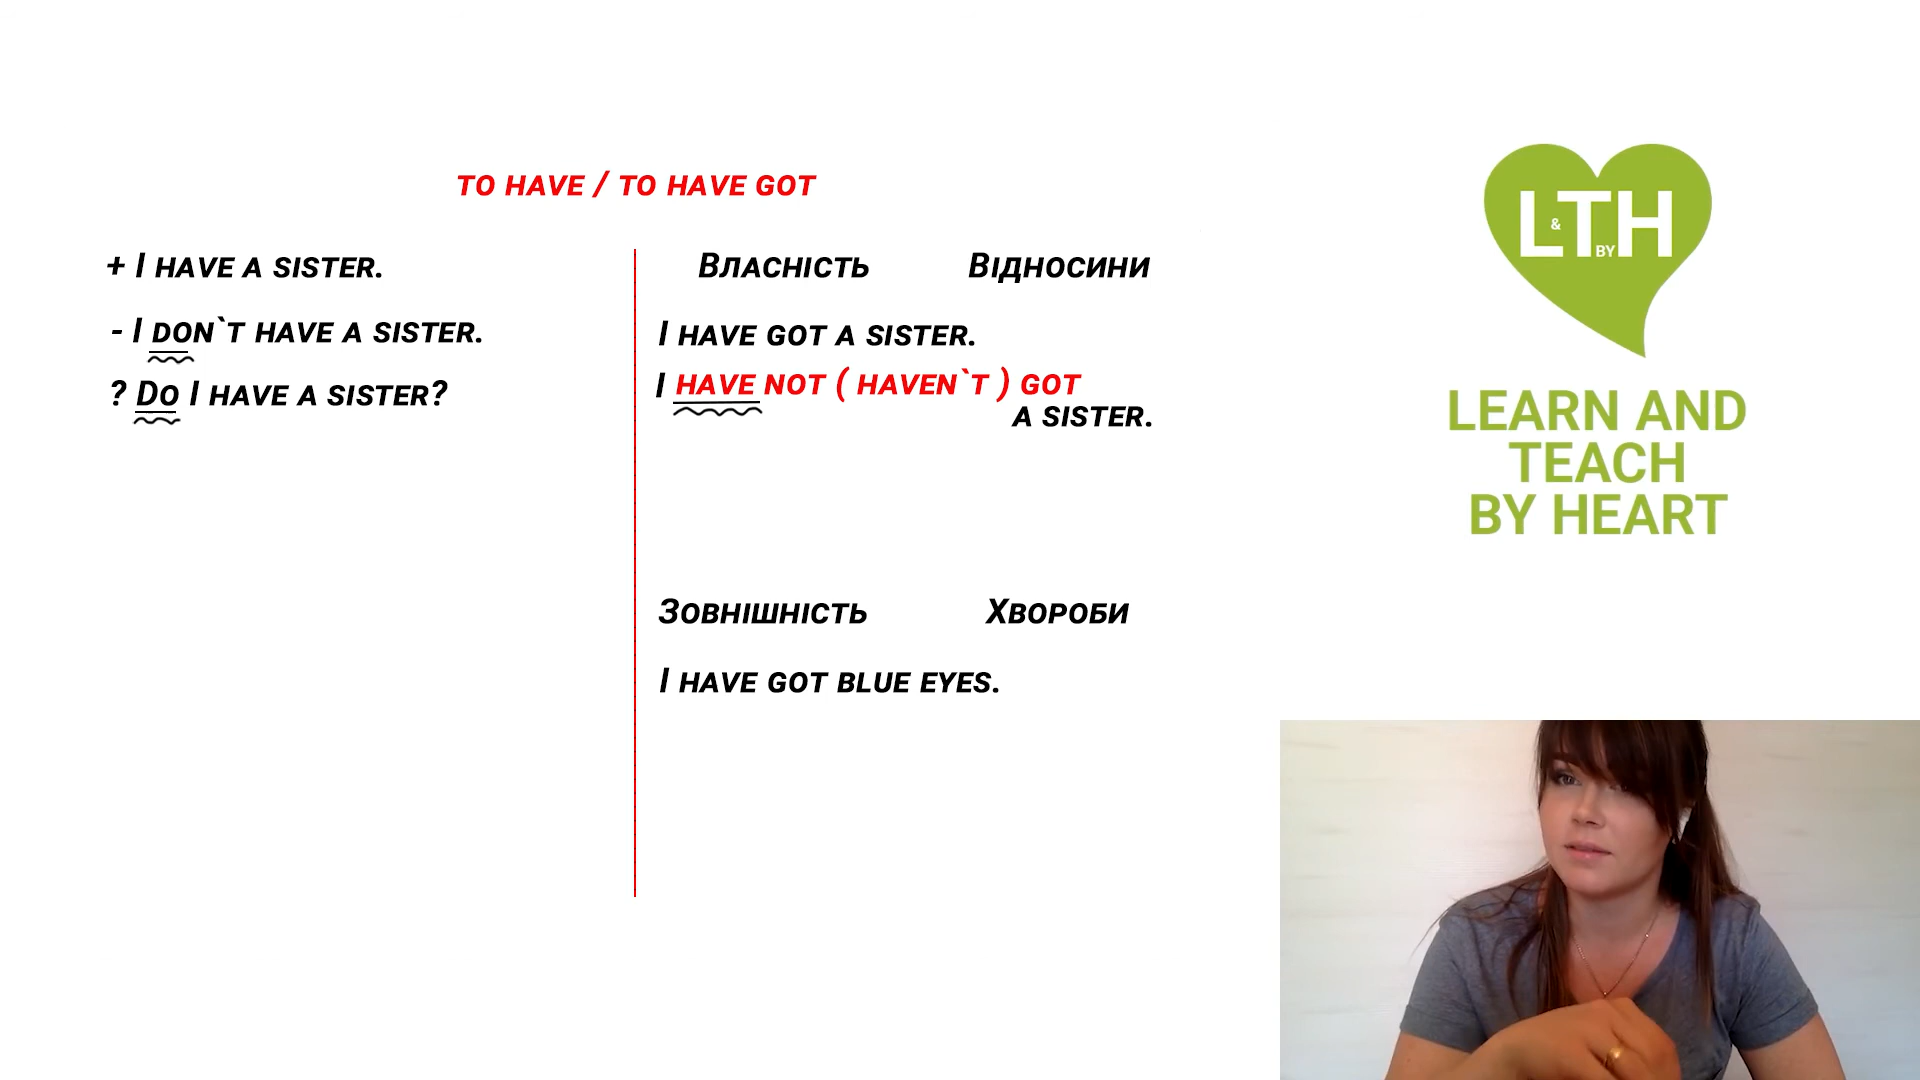 TO HAVE / TO HAVE GOT
+ I HAVE A SISTER.
- I DON`T HAVE A SISTER.
? DO I HAVE A SISTER?
ВЛАСНІСТЬ ВІДНОСИНИ
I HAVE GOT A SISTER.
I HAVE NOT ( HAVEN`T ) GOT
A SISTER.
ЗОВНІШНІСТЬ ХВОРОБИ
I HAVE GOT BLUE EYES.
L&TBYH
LEARN AND
TEACH
BY HEART